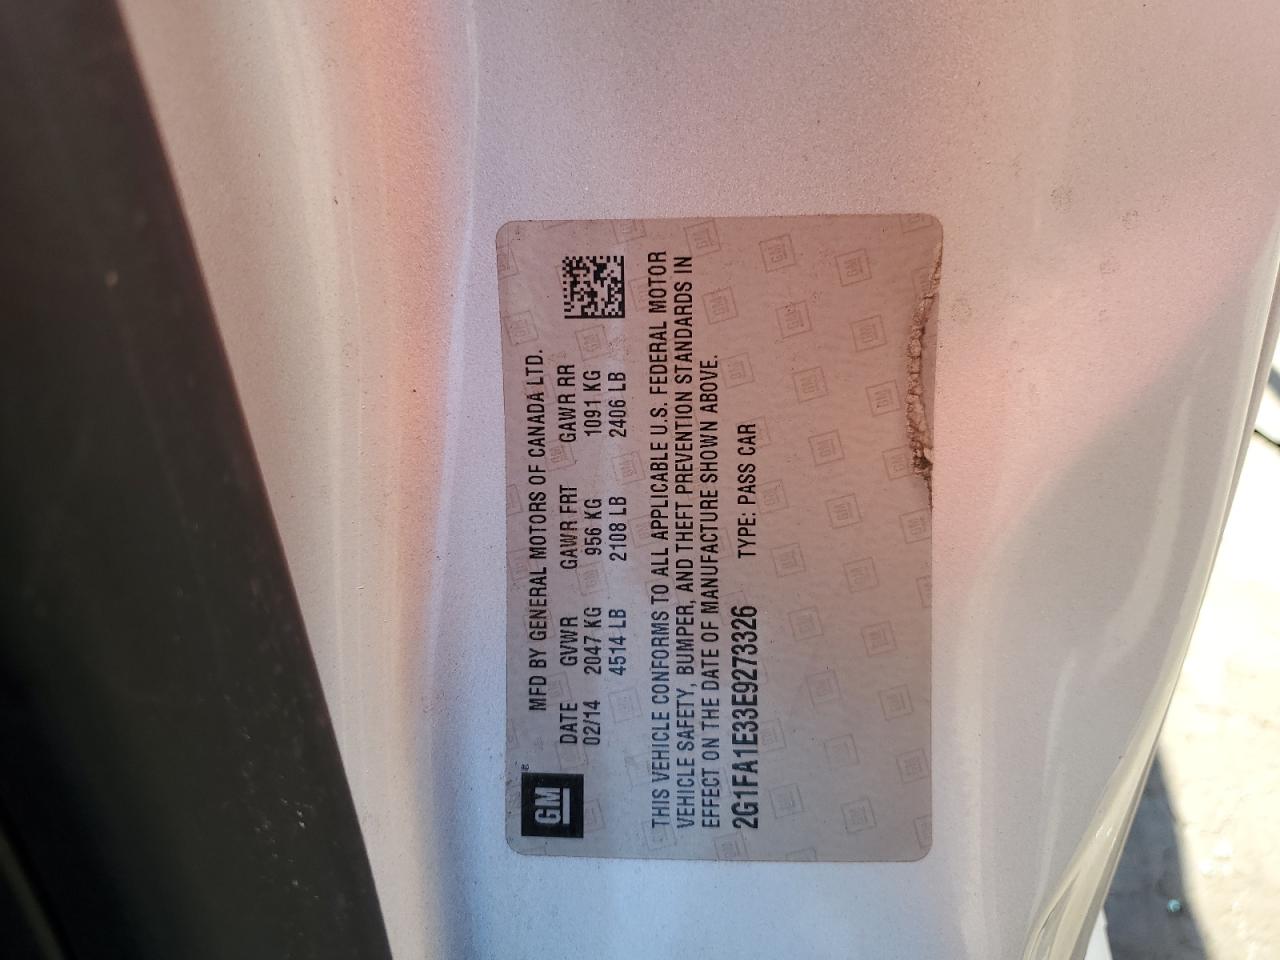 GM®
MFD BY GENERAL MOTORS OF CANADA LTD.
DATE GVWR GAWR FRT GAWR RR
02/14 2047 KG 956 KG 1091 KG
4514 LB 2108 LB 2406 LB
THIS VEHICLE CONFORMS TO ALL APPLICABLE U.S. FEDERAL MOTOR
VEHICLE SAFETY, BUMPER, AND THEFT PREVENTION STANDARDS IN
EFFECT ON THE DATE OF MANUFACTURE SHOWN ABOVE.
2G1FA1E33E9273326 TYPE: PASS CAR